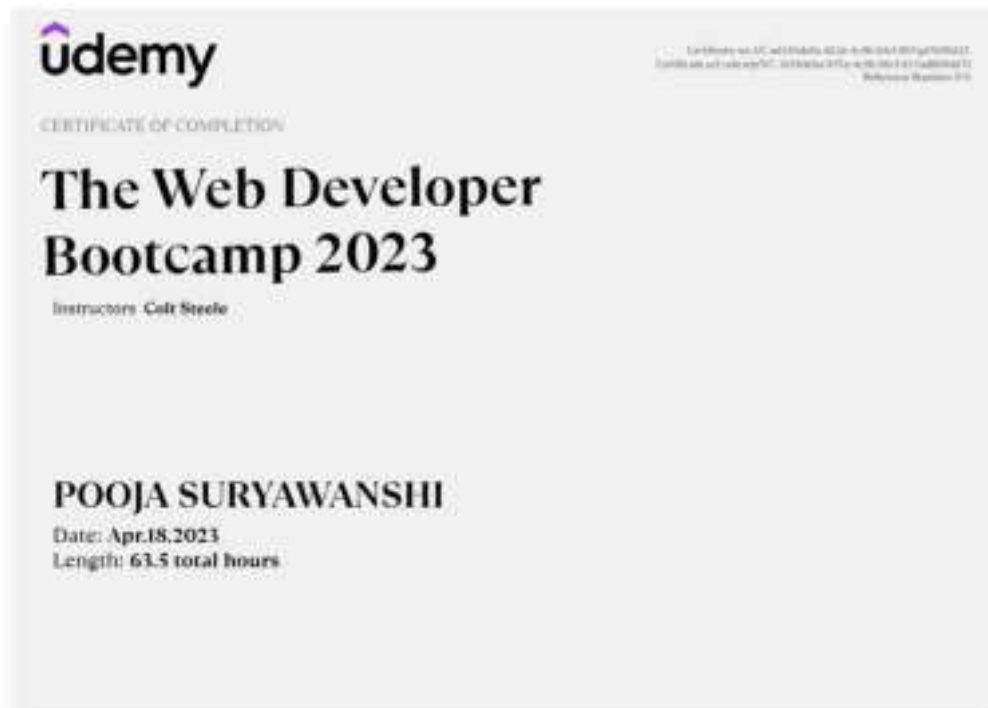 udemy
CERTIFICATE OF COMPLETION
The Web Developer
Bootcamp 2023
Instructors Colt Steele
POOJA SURYAWANSHI
Date: Apr.18.2023
Length: 63.5 total hours